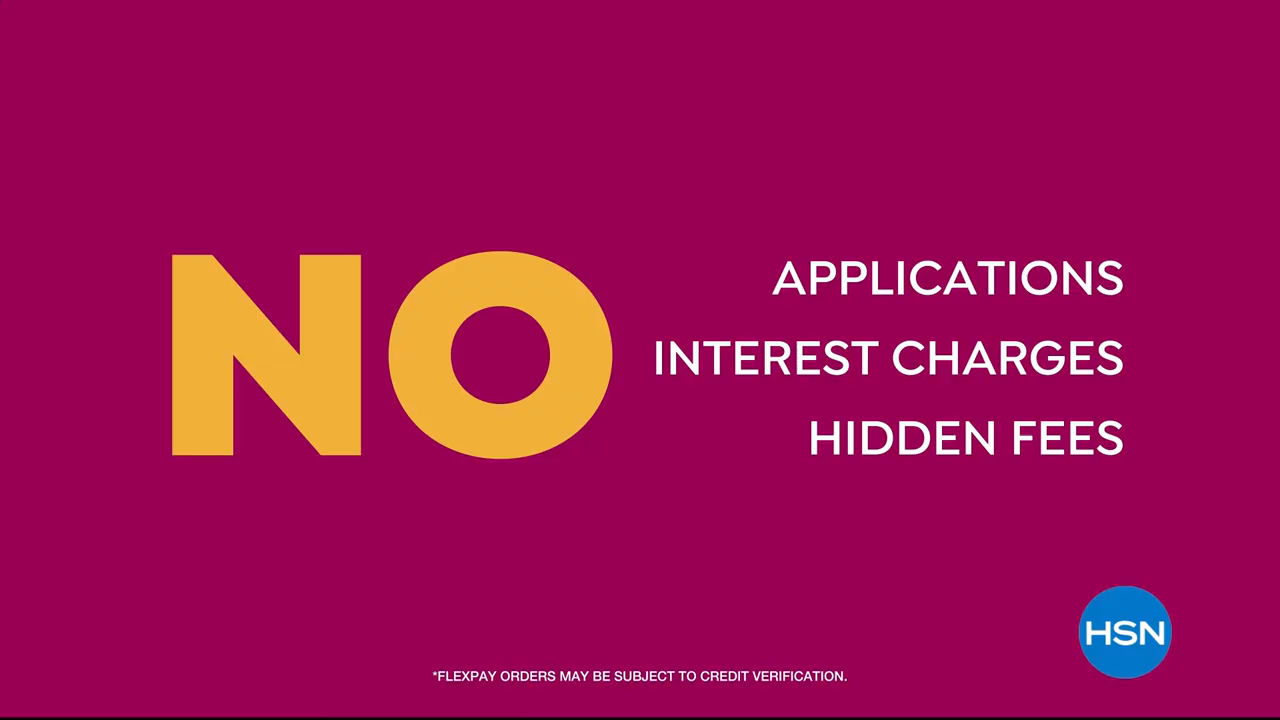 NO
APPLICATIONS
INTEREST CHARGES
HIDDEN FEES
HSN
*FLEXPAY ORDERS MAY BE SUBJECT TO CREDIT VERIFICATION.